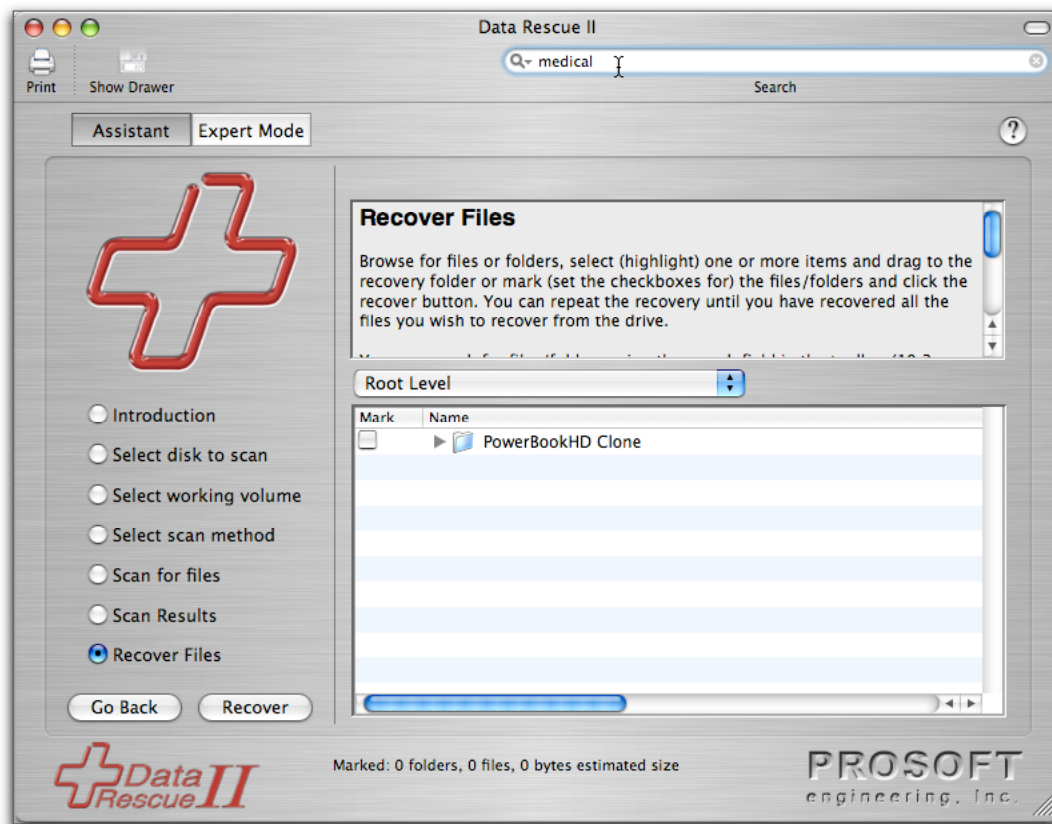 Data Rescue II
medical
Print
Show Drawer
Search
Assistant
Expert Mode
?
Recover Files
Browse for files or folders, select (highlight) one or more items and drag to the
recovery folder or mark (set the checkboxes for) the files/folders and click the
recover button. You can repeat the recovery until you have recovered all the
files you wish to recover from the drive.
Root Level
Mark Name
PowerBookHD Clone
Introduction
Select disk to scan
Select working volume
Select scan method
Scan for files
Scan Results
Recover Files
Go Back
Recover
Data
Rescue II
Marked: 0 folders, 0 files, 0 bytes estimated size
PROSOFT
engineering, Inc.